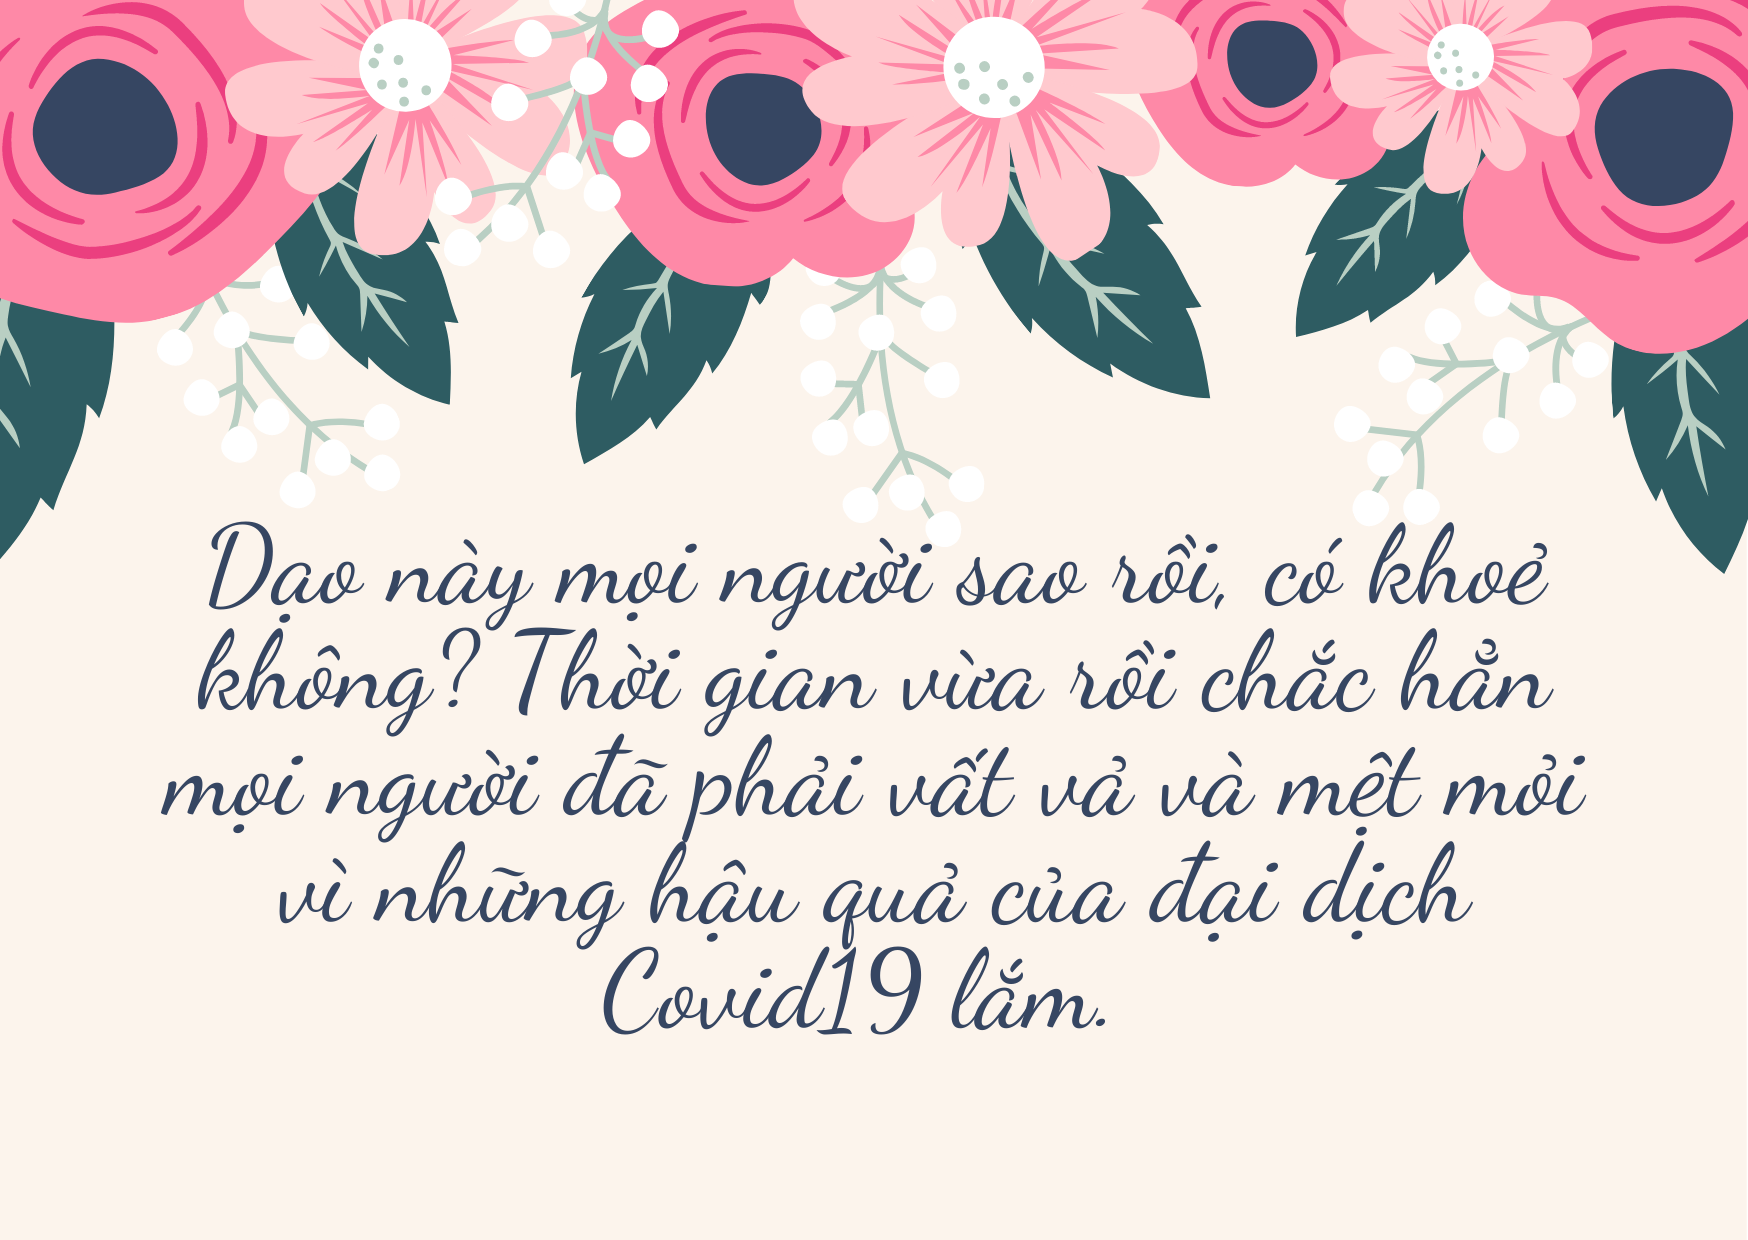 Dạo này mọi người sao rồi, có khoẻ
không? Thời gian vừa rồi chắc hẳn
mọi người đã phải vất vả và mệt mỏi
vì những hậu quả của đại dịch
Covid19 lắm.